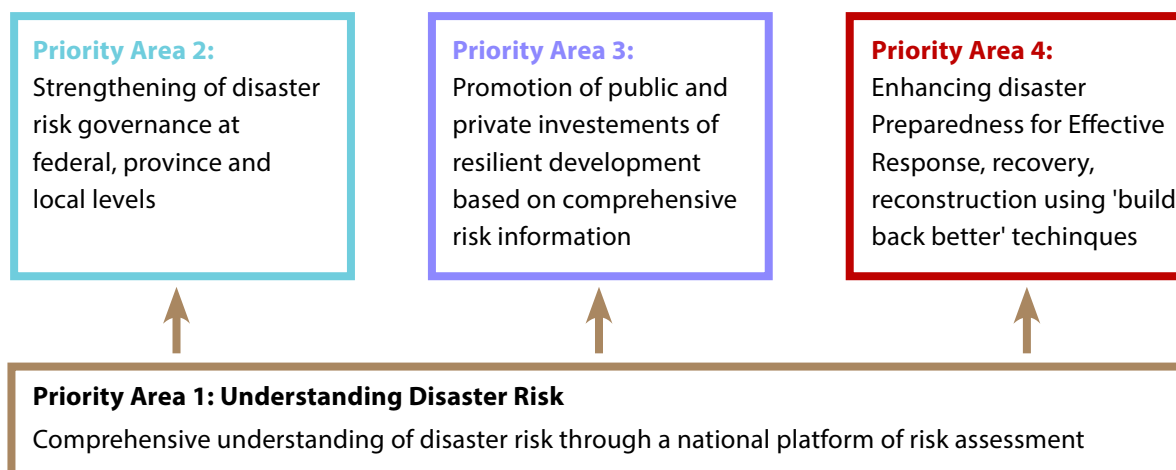 Priority Area 2:
Strengthening of disaster
risk governance at
federal, province and
local levels
Priority Area 3:
Promotion of public and
private investements of
resilient development
based on comprehensive
risk information
Priority Area 4:
Enhancing disaster
Preparedness for Effective
Response, recovery,
reconstruction using 'build
back better' techinques
Priority Area 1: Understanding Disaster Risk
Comprehensive understanding of disaster risk through a national platform of risk assessment